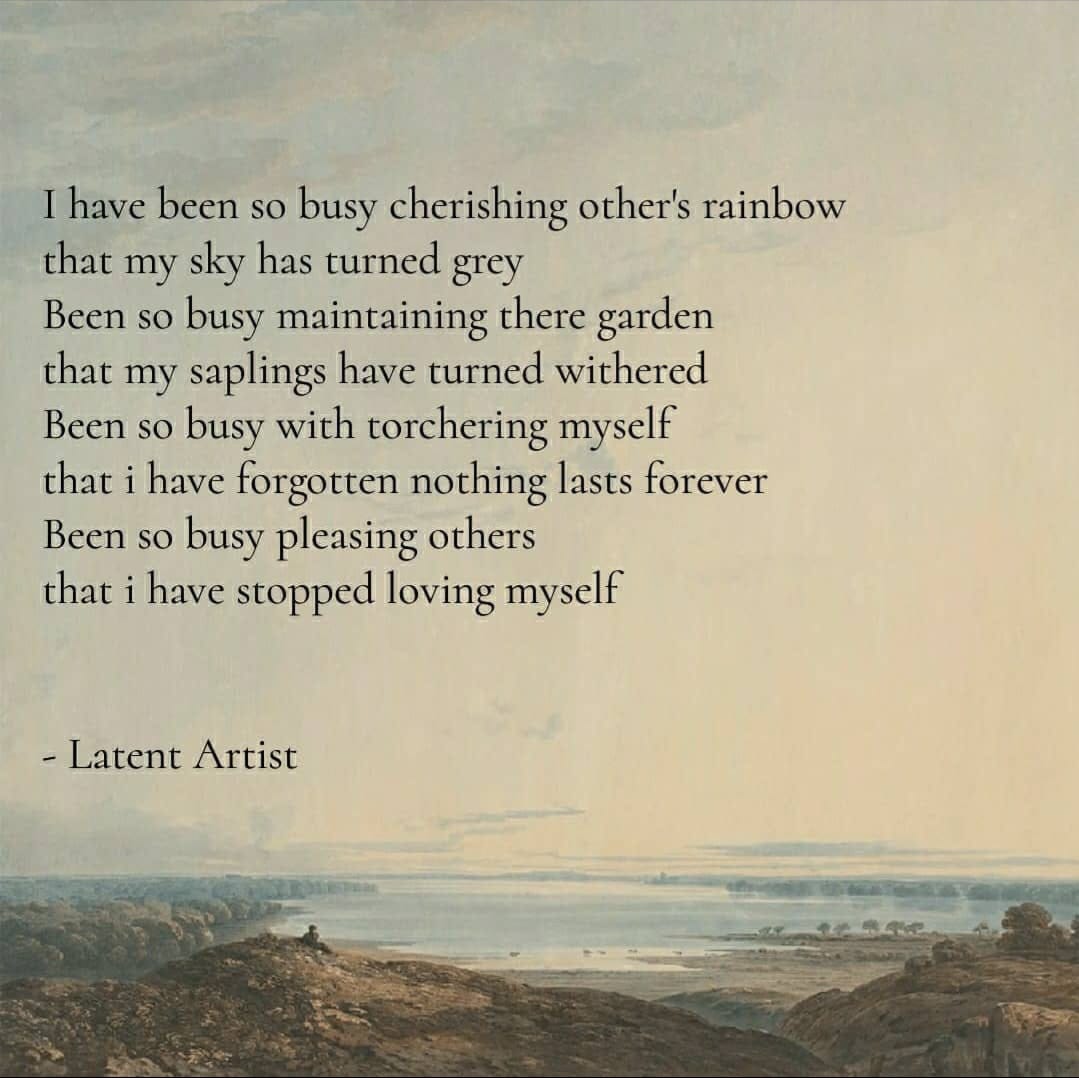 I have been so busy cherishing other's rainbow
that my sky has turned grey
Been so busy maintaining there garden
that my saplings have turned withered
Been so busy with torchering myself
that i have forgotten nothing lasts forever
Been so busy pleasing others
that i have stopped loving myself
- Latent Artist